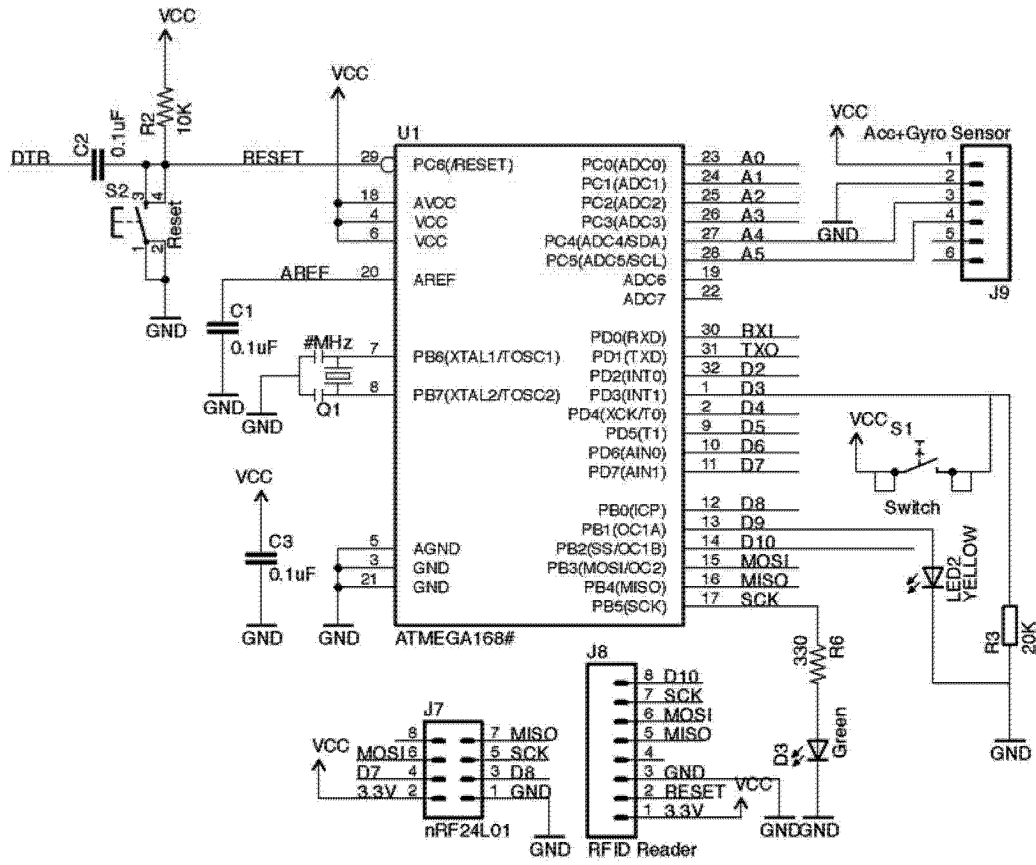 VCC
VCC
R2
10K
C2
0.1uF
DTR
RESET
S2
3 4
1 2
Reset
GND
AREF
C1
0.1uF
GND
#MHz
Q1
GND
VCC
C3
0.1uF
GND
GND
U1
29 PC6(/RESET)
18 AVCC
4 VCC
6 VCC
20 AREF
7 PB6(XTAL1/TOSC1)
8 PB7(XTAL2/TOSC2)
5 AGND
3 GND
21 GND
PC0(ADC0) 23 A0
PC1(ADC1) 24 A1
PC2(ADC2) 25 A2
PC3(ADC3) 26 A3
PC4(ADC4/SDA) 27 A4
PC5(ADC5/SCL) 28 A5
ADC6 19
ADC7 22
PD0(RXD) 30 RXI
PD1(TXD) 31 TXO
PD2(INT0) 32 D2
PD3(INT1) 1 D3
PD4(XCK/T0) 2 D4
PD5(T1) 9 D5
PD6(AIN0) 10 D6
PD7(AIN1) 11 D7
PB0(ICP) 12 D8
PB1(OC1A) 13 D9
PB2(SS/OC1B) 14 D10
PB3(MOSI/OC2) 15 MOSI
PB4(MISO) 16 MISO
PB5(SCK) 17 SCK
ATMEGA168#
VCC
Acc+Gyro Sensor
1
2
3
4
5
6
GND
J9
VCC
S1
Switch
LED2
YELLOW
R3
20K
GND
330
R6
D3
Green
GND
J7
VCC
8 7 MISO
MOSI 6 5 SCK
D7 4 3 D8
3.3V 2 1 GND
nRF24L01
GND
J8
8 D10
7 SCK
6 MOSI
5 MISO
4
3 GND
2 RESET
1 3.3V
VCC
GND
RFID Reader